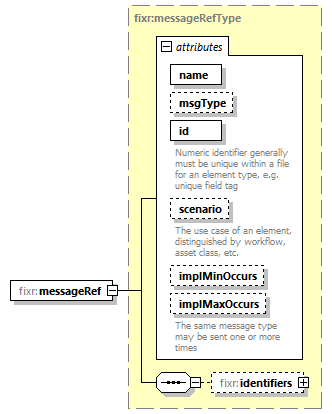 fixr:messageRefType
attributes
name
msgType
id
Numeric identifier generally
must be unique within a file
for an element type, e.g.
unique field tag
scenario
The use case of an element,
distinguished by workflow,
asset class, etc.
implMinOccurs
implMaxOccurs
The same message type
may be sent one or more
times
fixr:messageRef
fixr:identifiers